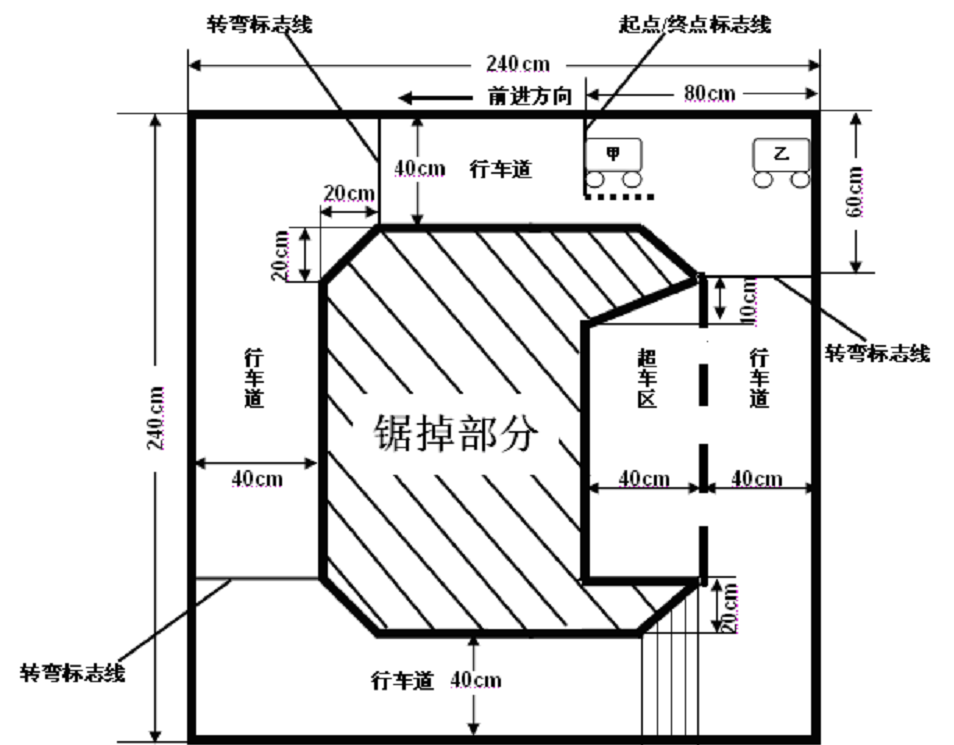 转弯标志线
起点/终点标志线
240cm
前进方向
80cm
甲
乙
40cm
行车道
20cm
60cm
20cm
10cm
行车道
超车区
行车道
转弯标志线
240cm
锯掉部分
40cm
40cm
40cm
20cm
转弯标志线
行车道
40cm